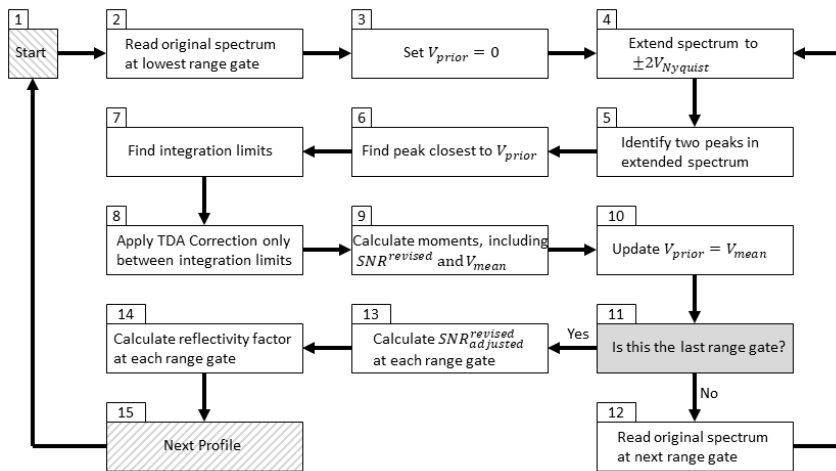 1
Start
2
Read original spectrum
at lowest range gate
3
Set V_prior = 0
4
Extend spectrum to
±2V_Nyquist
5
Identify two peaks in
extended spectrum
6
Find peak closest to V_prior
7
Find integration limits
8
Apply TDA Correction only
between integration limits
9
Calculate moments, including
SNR^revised and V_mean
10
Update V_prior = V_mean
11
Is this the last range gate?
Yes
No
12
Read original spectrum
at next range gate
13
Calculate SNR^revised_adjusted
at each range gate
14
Calculate reflectivity factor
at each range gate
15
Next Profile